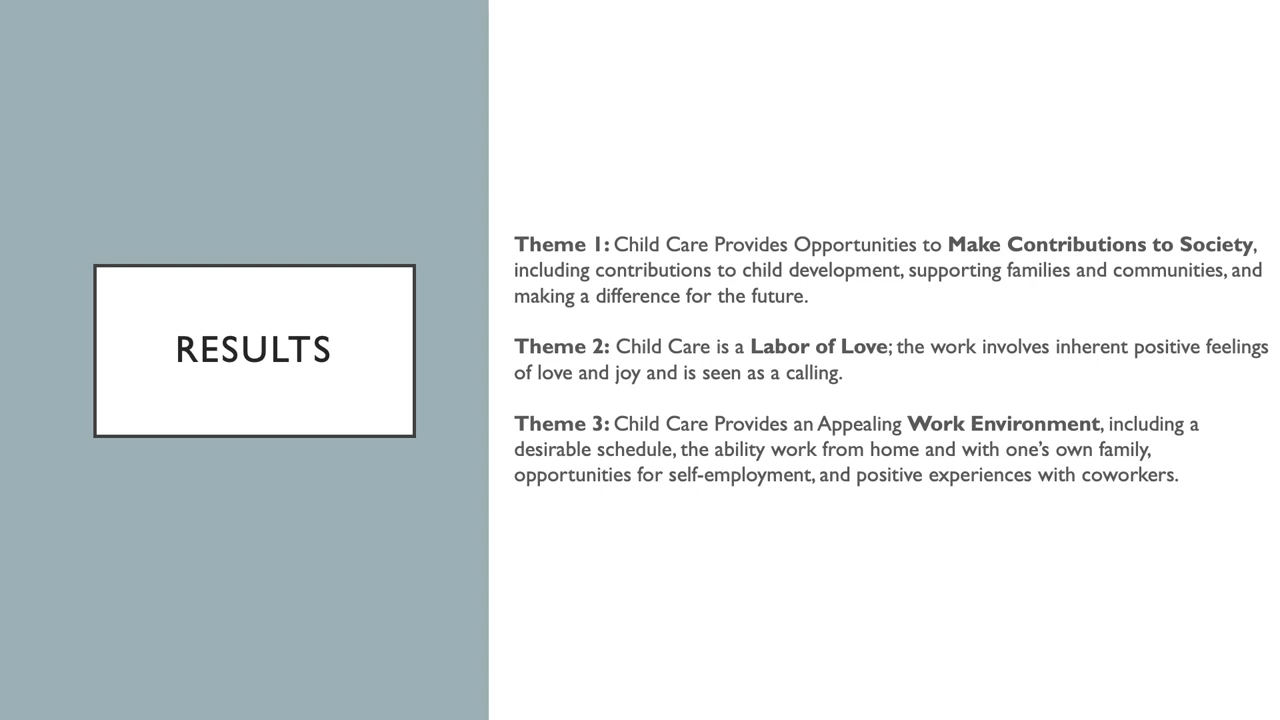 RESULTS
Theme 1: Child Care Provides Opportunities to Make Contributions to Society,
including contributions to child development, supporting families and communities, and
making a difference for the future.
Theme 2: Child Care is a Labor of Love; the work involves inherent positive feelings
of love and joy and is seen as a calling.
Theme 3: Child Care Provides an Appealing Work Environment, including a
desirable schedule, the ability work from home and with one’s own family,
opportunities for self-employment, and positive experiences with coworkers.